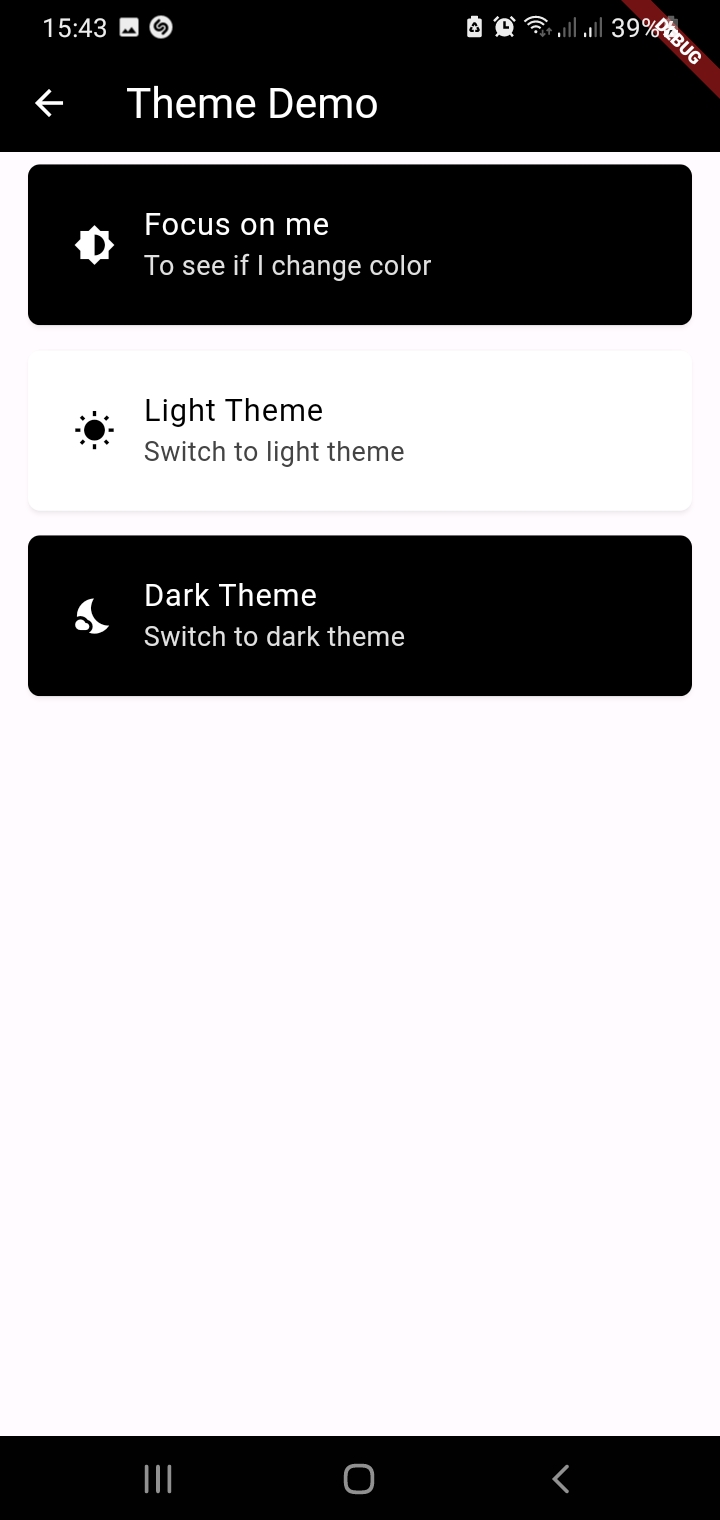 15:43 39%
DEBUG
Theme Demo
Focus on me
To see if I change color
Light Theme
Switch to light theme
Dark Theme
Switch to dark theme